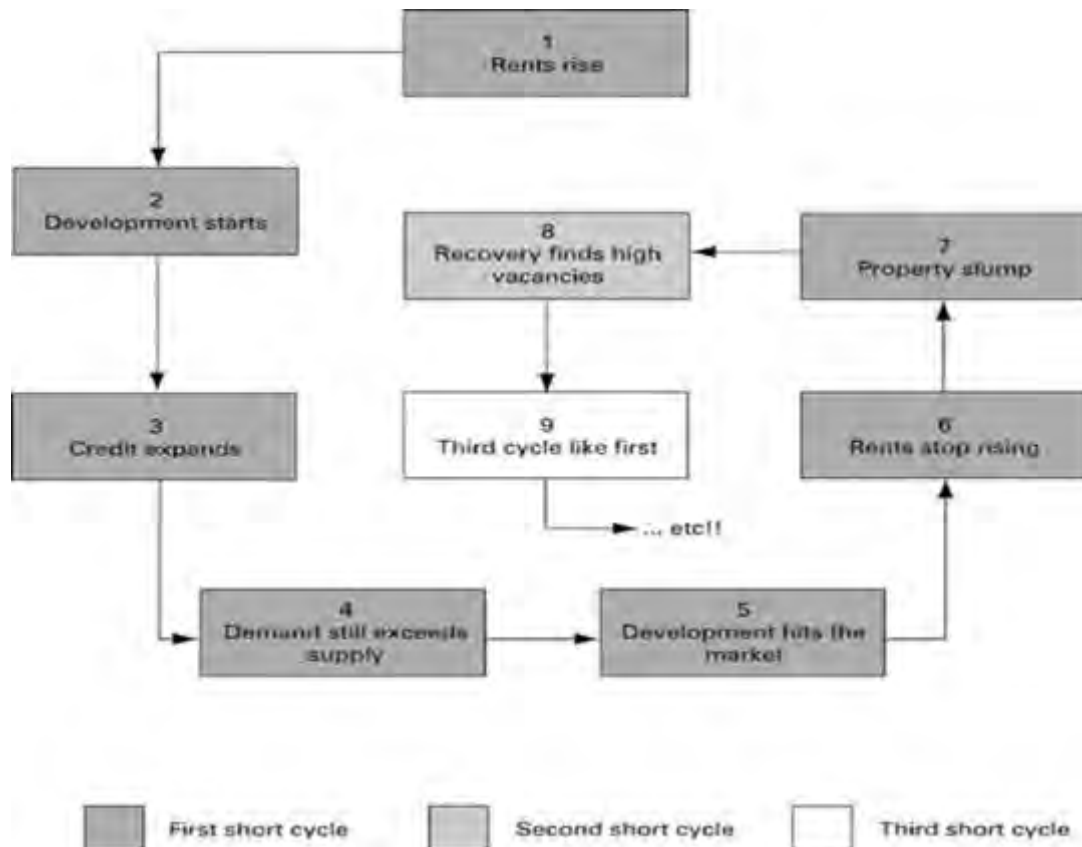 1
Rents rise
2
Development starts
3
Credit expands
4
Demand still exceeds
supply
5
Development hits the
market
6
Rents stop rising
7
Property slump
8
Recovery finds high
vacancies
9
Third cycle like first
... etc!!
First short cycle
Second short cycle
Third short cycle